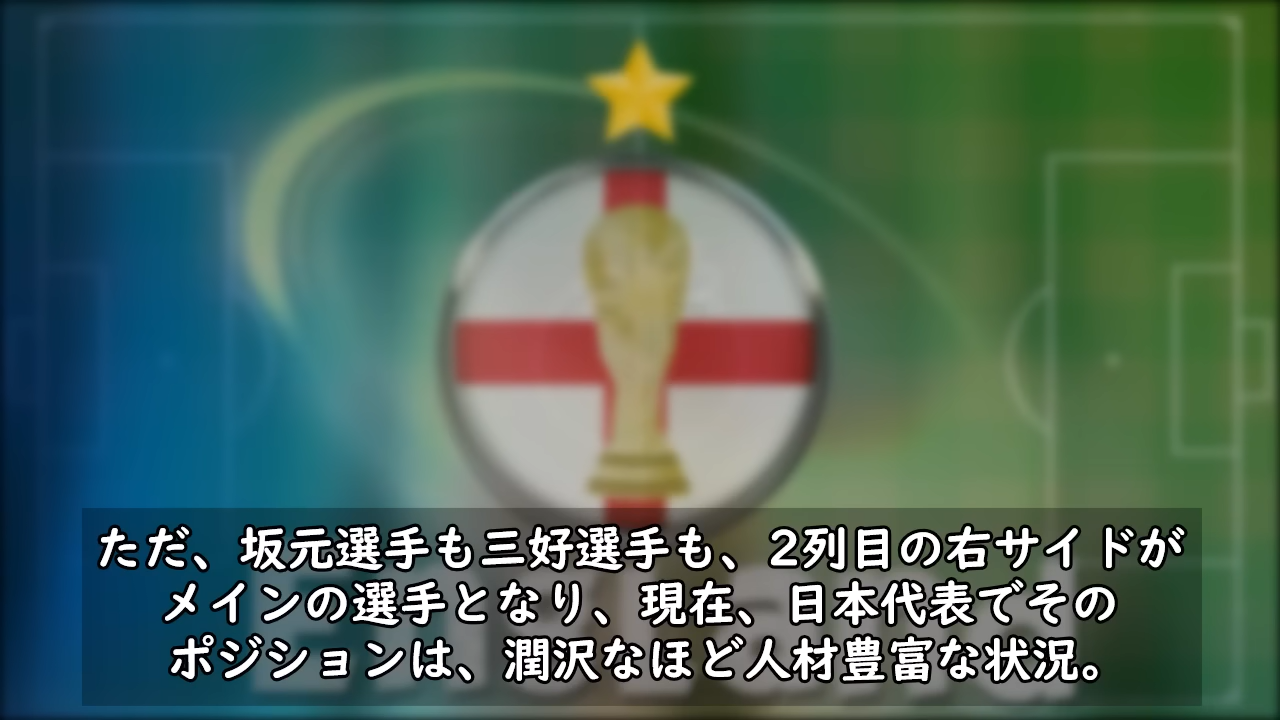 ただ、坂元選手も三好選手も、2列目の右サイドが
メインの選手となり、現在、日本代表でその
ポジションは、潤沢なほど人材豊富な状況。